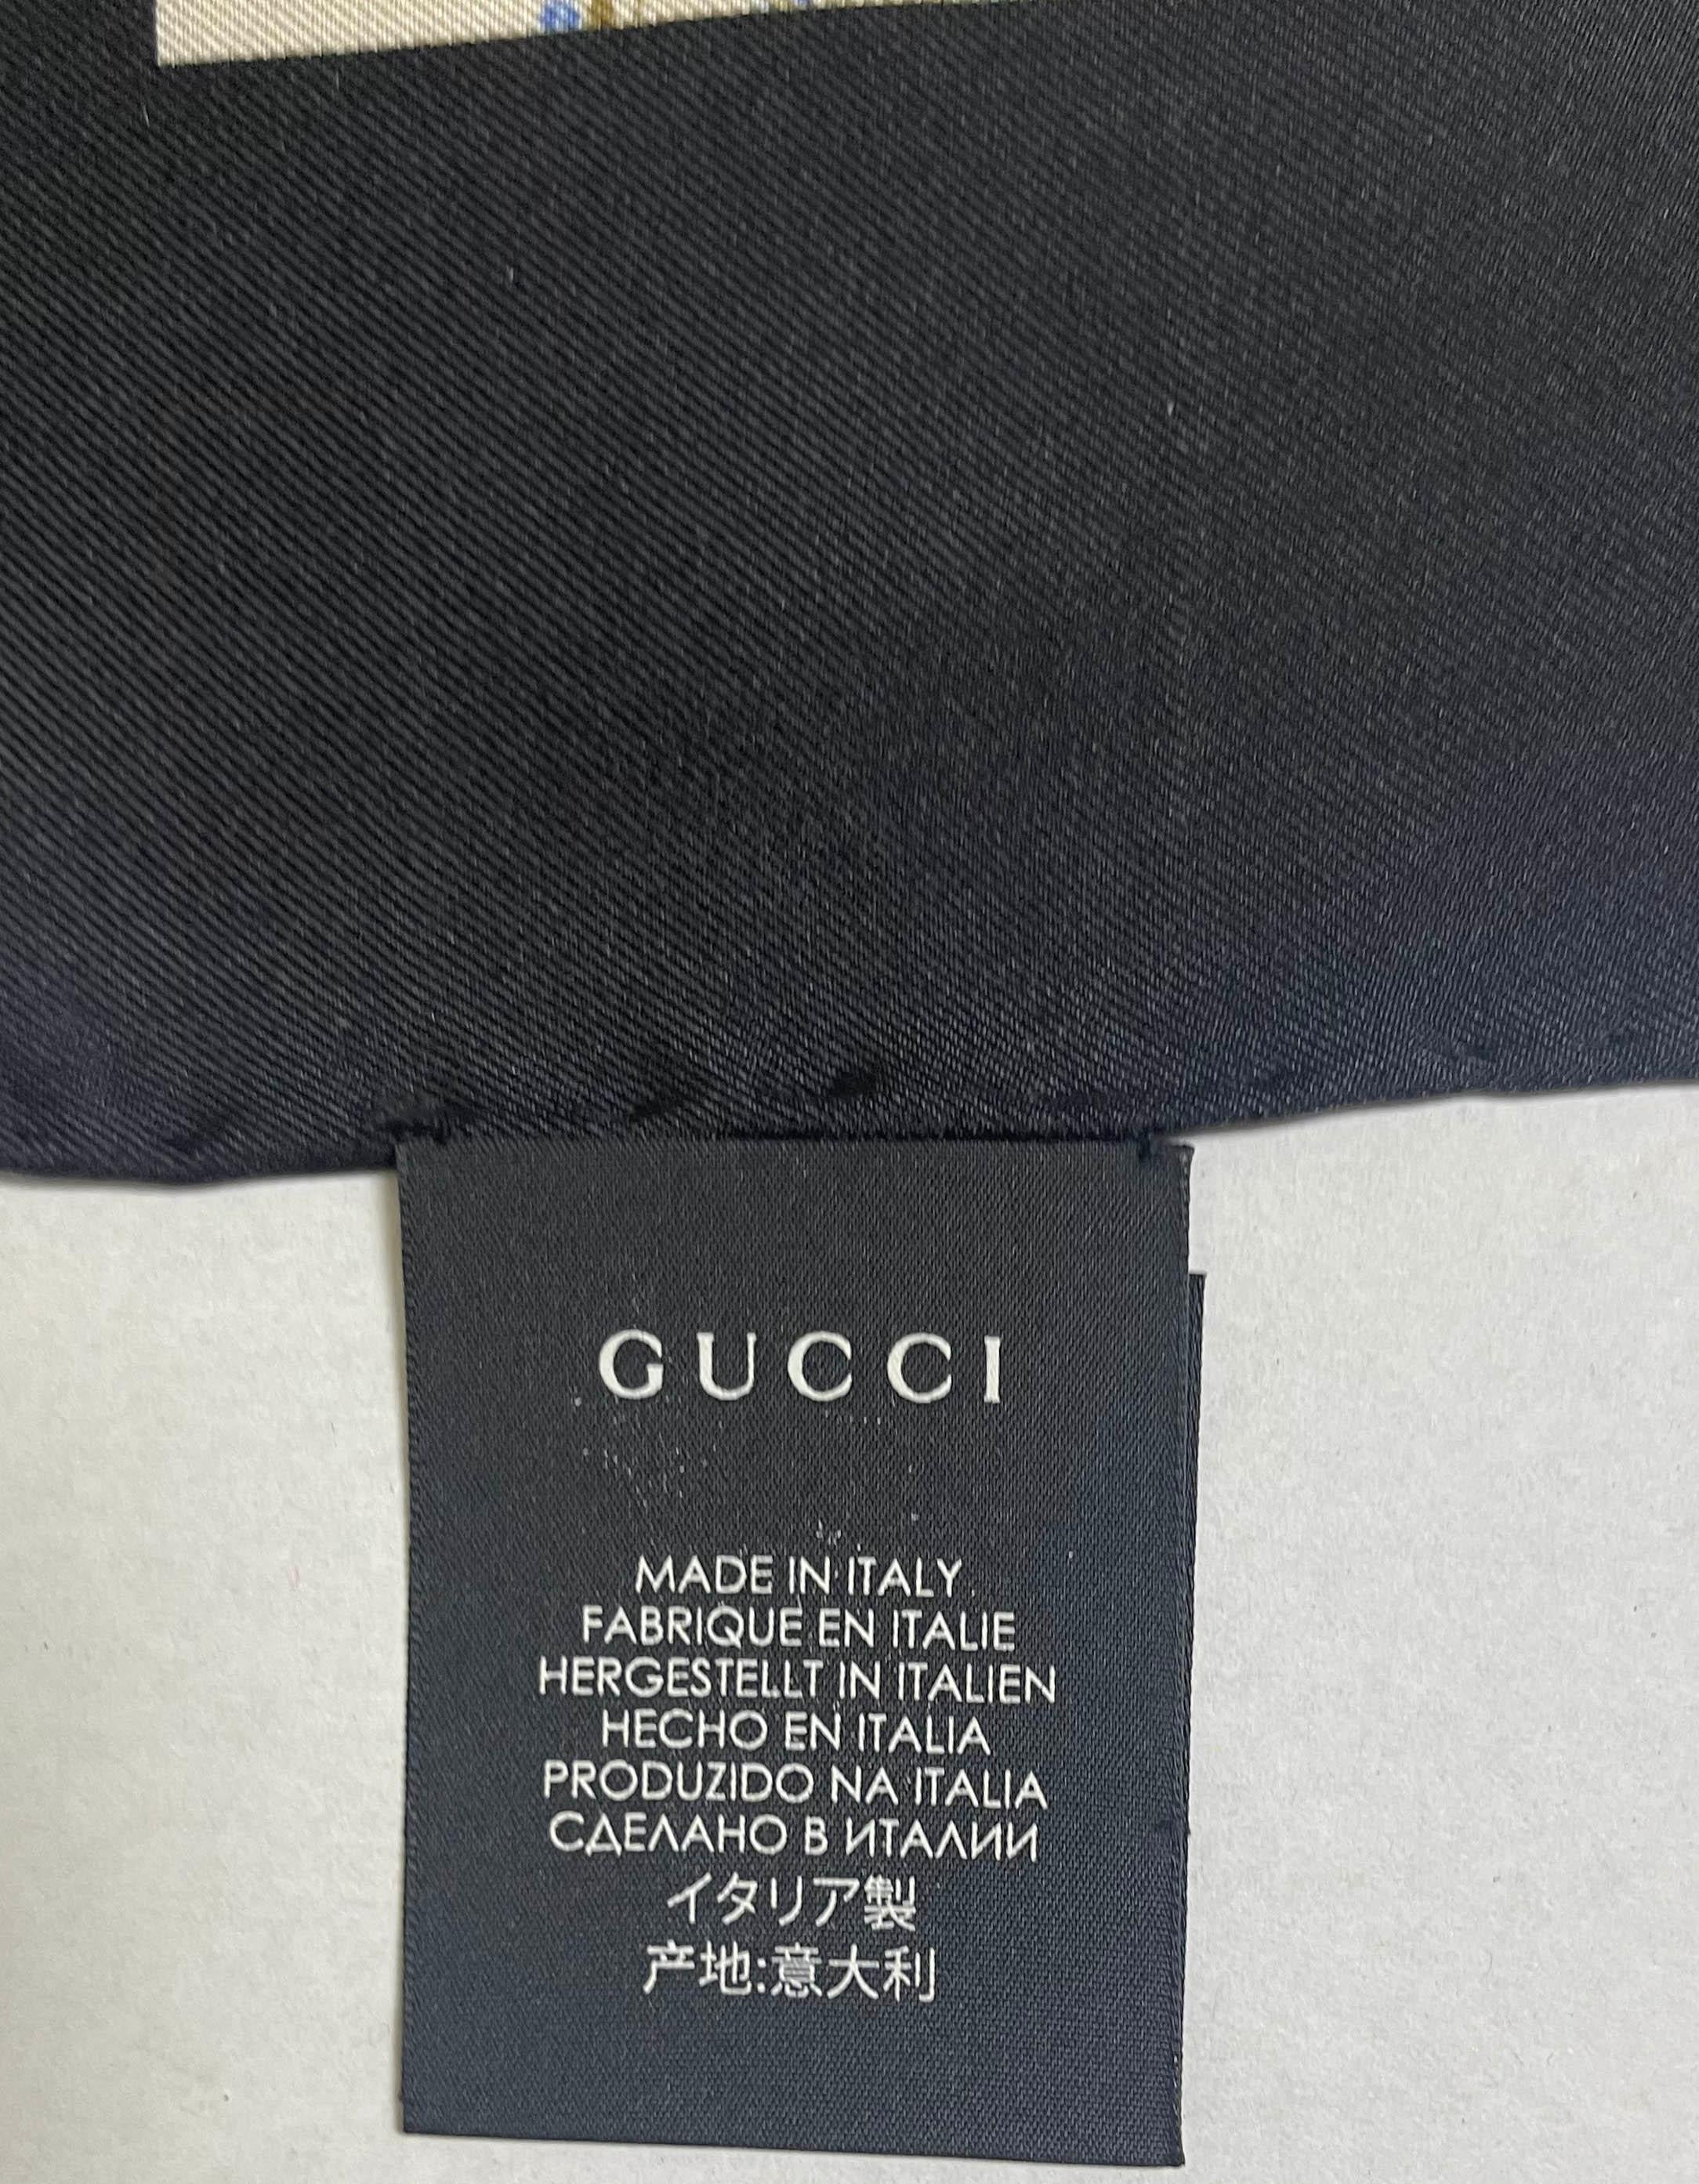 GUCCI
MADE IN ITALY
FABRIQUE EN ITALIE
HERGESTELLT IN ITALIEN
HECHO EN ITALIA
PRODUZIDO NA ITALIA
СДЕЛАНО В ИТАЛИИ
イタリア製
产地:意大利